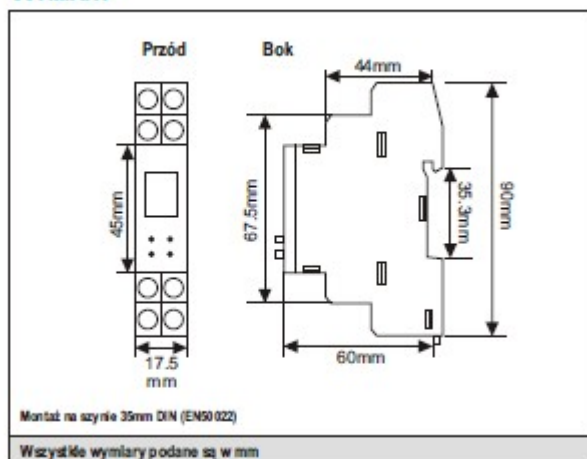 Przód
Bok
44mm
45mm
67.5mm
35.3mm
90mm
17.5
mm
60mm
Montaż na szynie 35mm DIN (EN50022)
Wszystkie wymiary podane są w mm